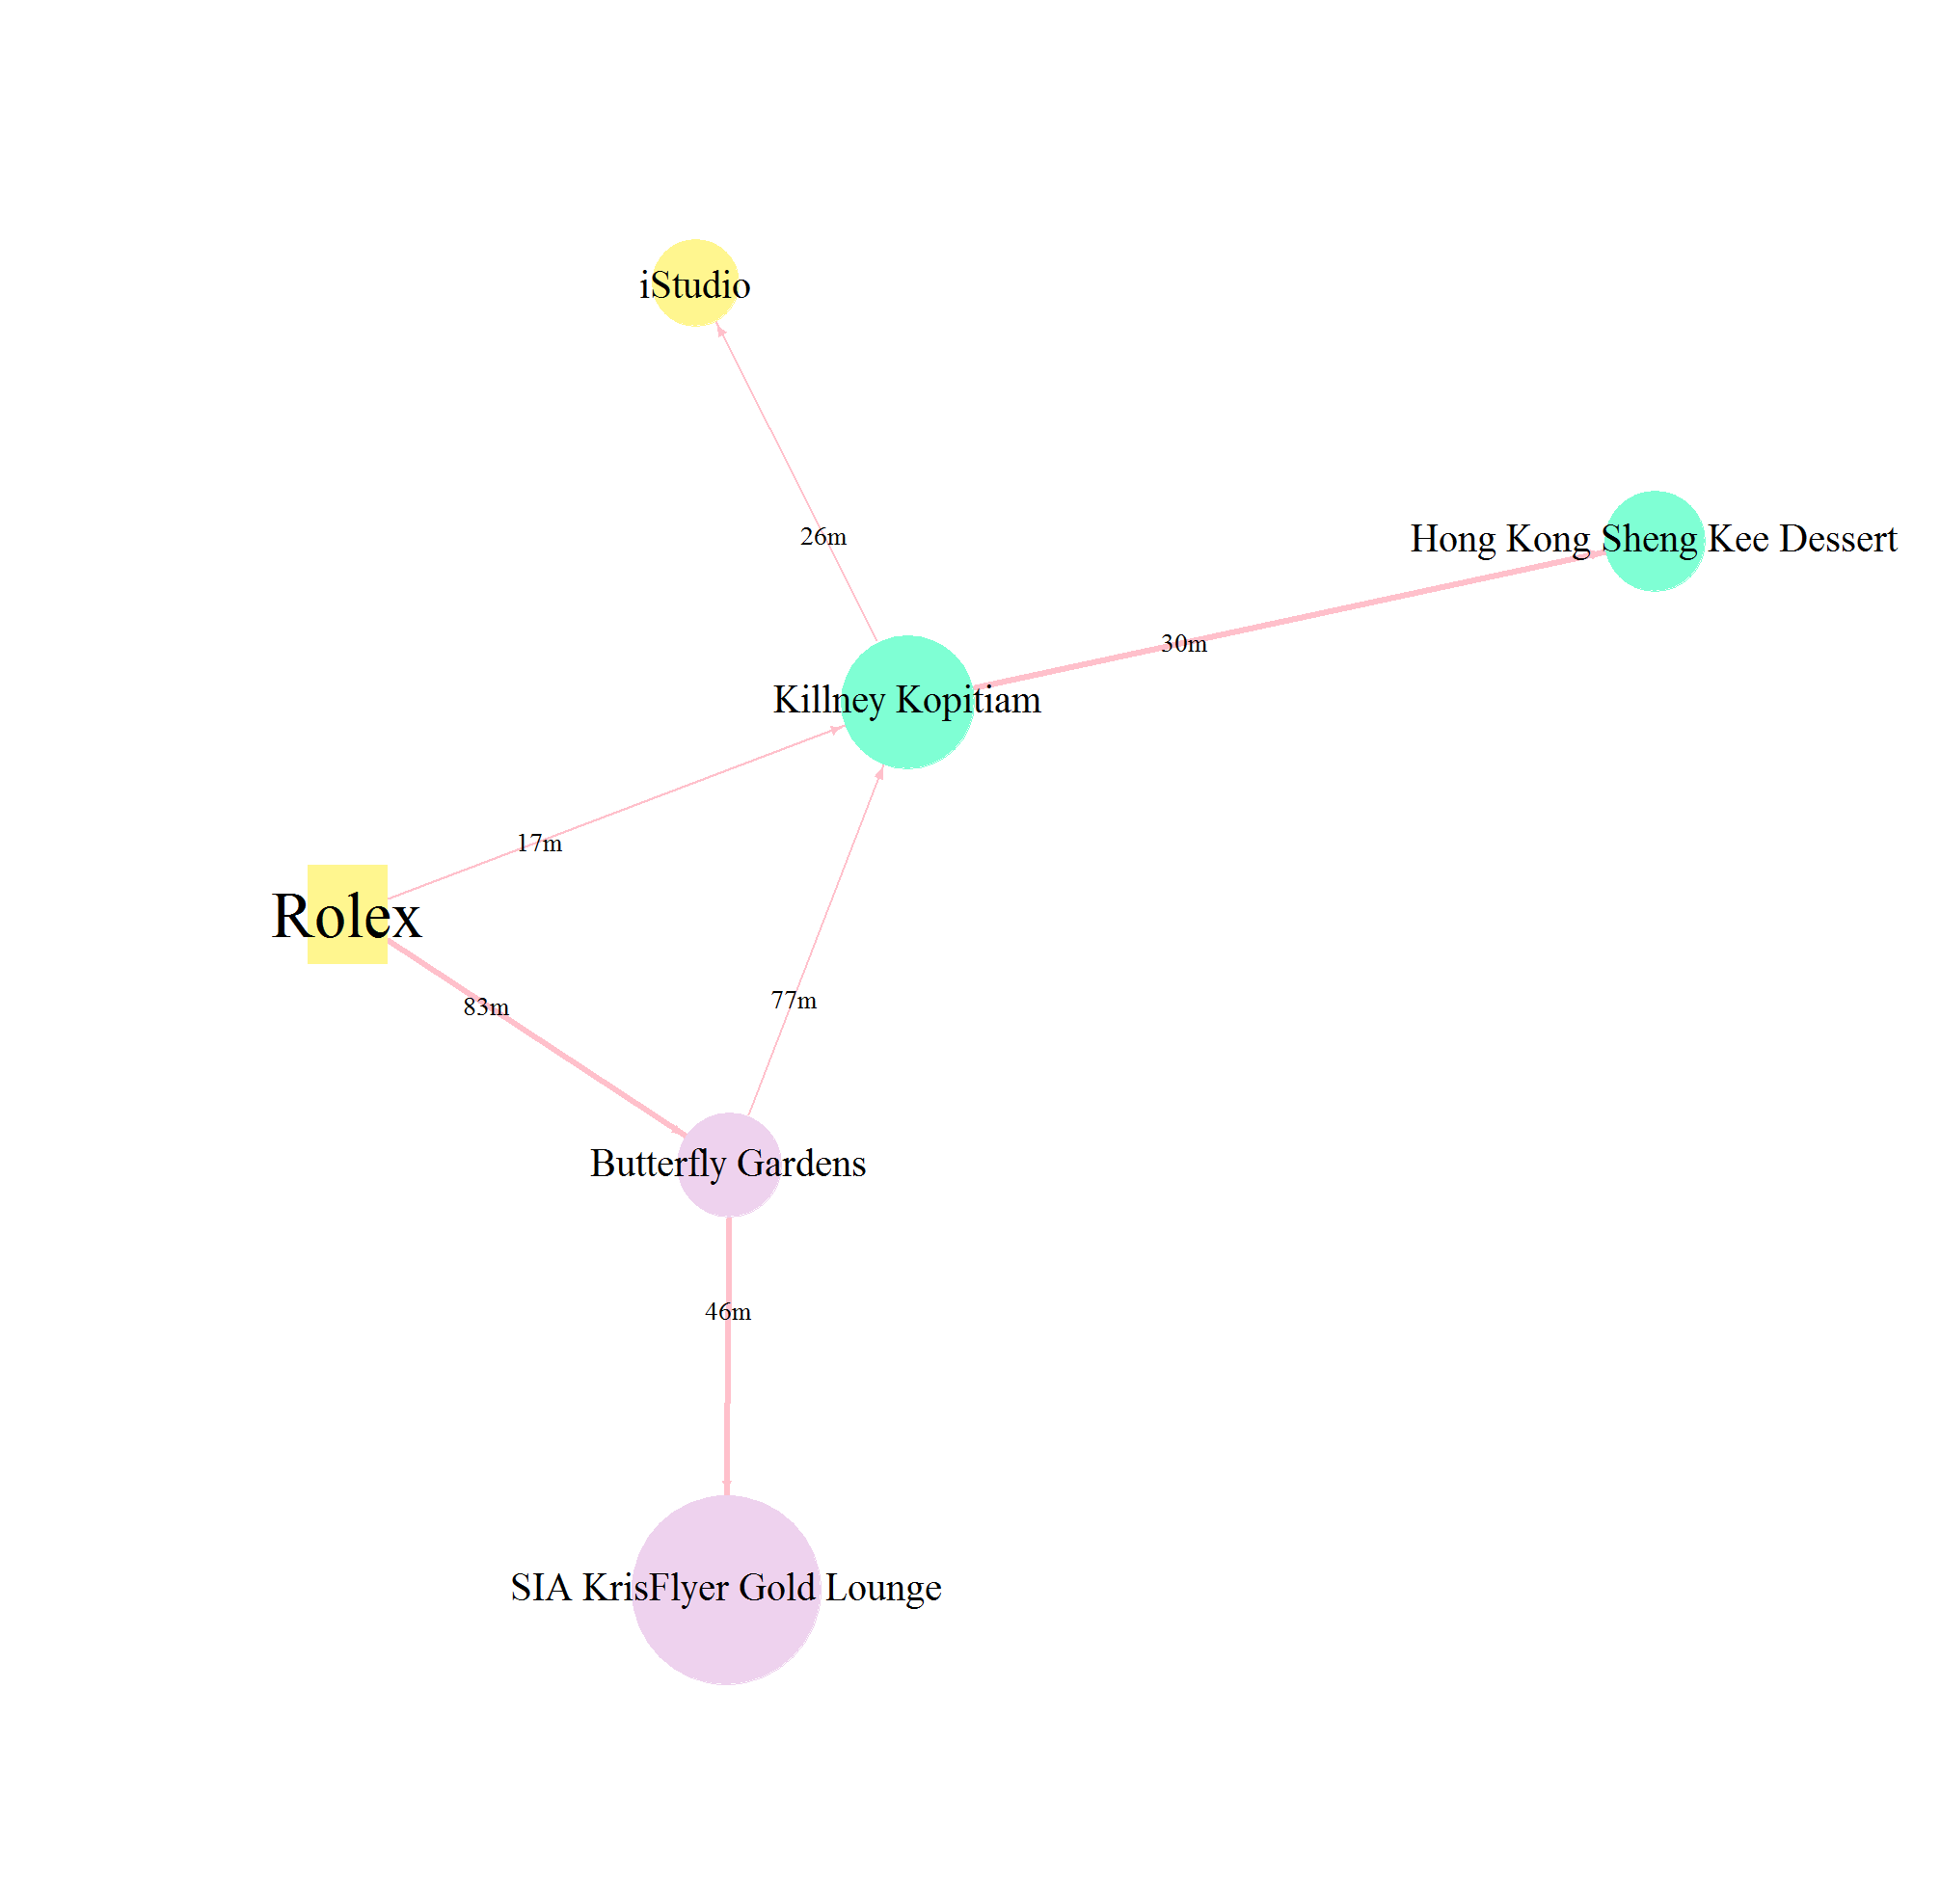 iStudio
26m
Hong Kong Sheng Kee Dessert
30m
Killney Kopitiam
17m
Rolex
83m
77m
Butterfly Gardens
46m
SIA KrisFlyer Gold Lounge